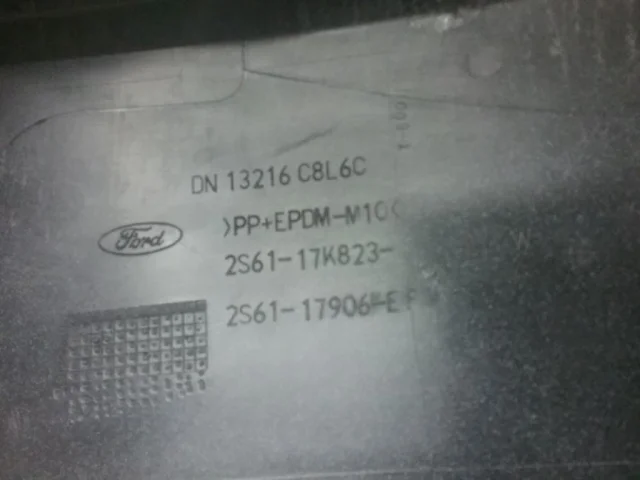 DN 13216 C8L6C
>PP+EPDM-M10<
Ford
2S61-17K823-
2S61-17906